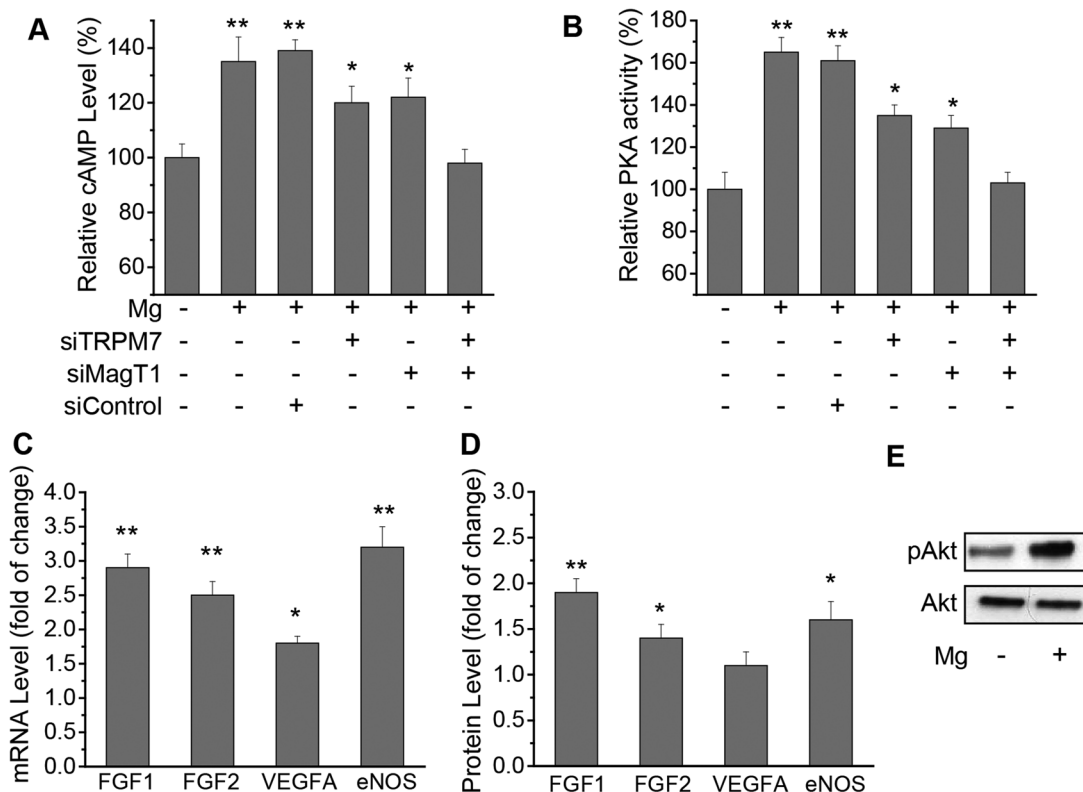 A
Relative cAMP Level (%)
140
120
100
80
60
** ** * *
Mg - + + + + +
siTRPM7 - - - + - +
siMagT1 - - - - + +
siControl - - + - - -
B
Relative PKA activity (%)
180
160
140
120
100
80
60
** ** * *
- + + + + +
- - - + - +
- - - - + +
- - + - - -
C
mRNA Level (fold of change)
4.0
3.5
3.0
2.5
2.0
1.5
1.0
0.5
0.0
** ** * **
FGF1 FGF2 VEGFA eNOS
D
Protein Level (fold of change)
3.0
2.5
2.0
1.5
1.0
0.5
0.0
** * *
FGF1 FGF2 VEGFA eNOS
E
pAkt
Akt
Mg - +